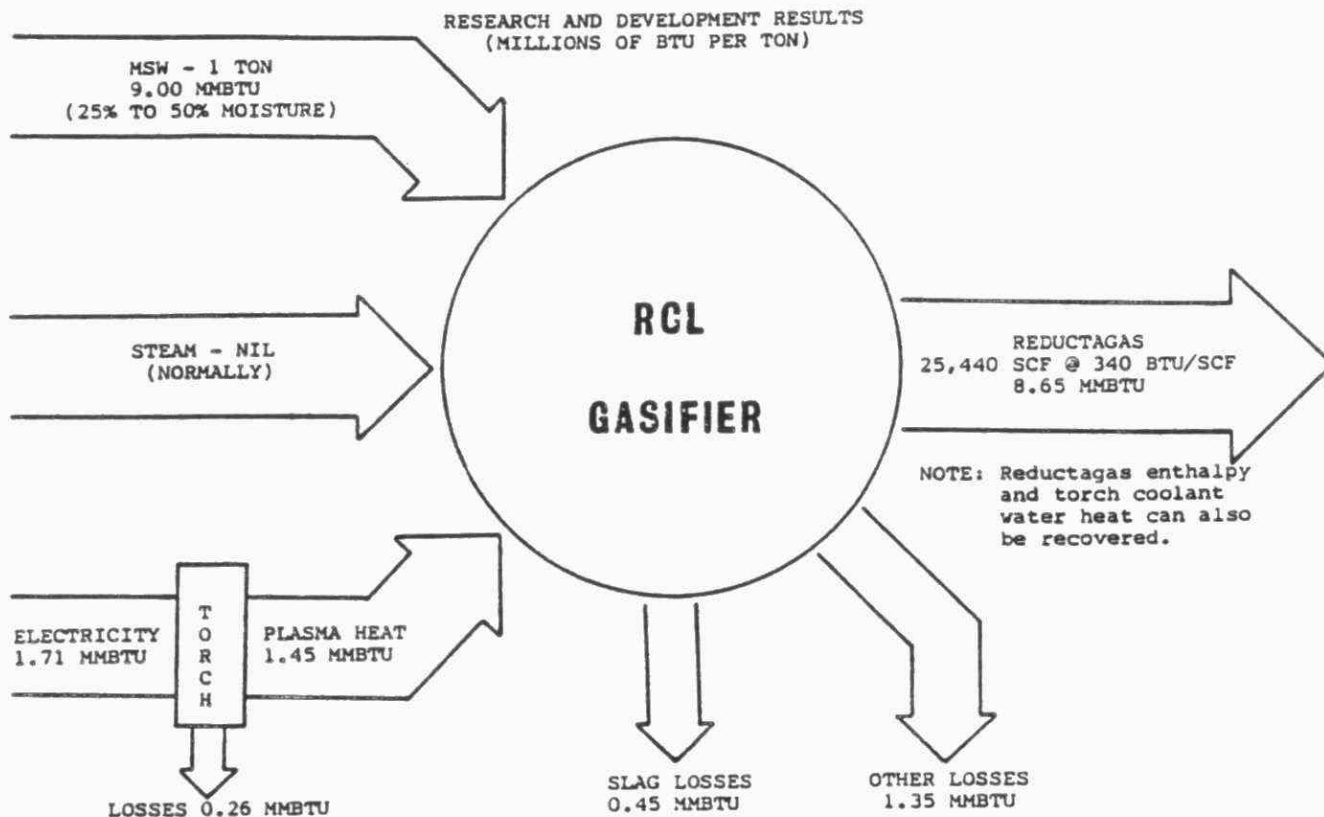 RESEARCH AND DEVELOPMENT RESULTS
(MILLIONS OF BTU PER TON)
MSW - 1 TON
9.00 MMBTU
(25% TO 50% MOISTURE)
STEAM - NIL
(NORMALLY)
RCL
GASIFIER
REDUCTAGAS
25,440 SCF @ 340 BTU/SCF
8.65 MMBTU
NOTE: Reductagas enthalpy
and torch coolant
water heat can also
be recovered.
ELECTRICITY
1.71 MMBTU
TORCH
PLASMA HEAT
1.45 MMBTU
LOSSES 0.26 MMBTU
SLAG LOSSES
0.45 MMBTU
OTHER LOSSES
1.35 MMBTU